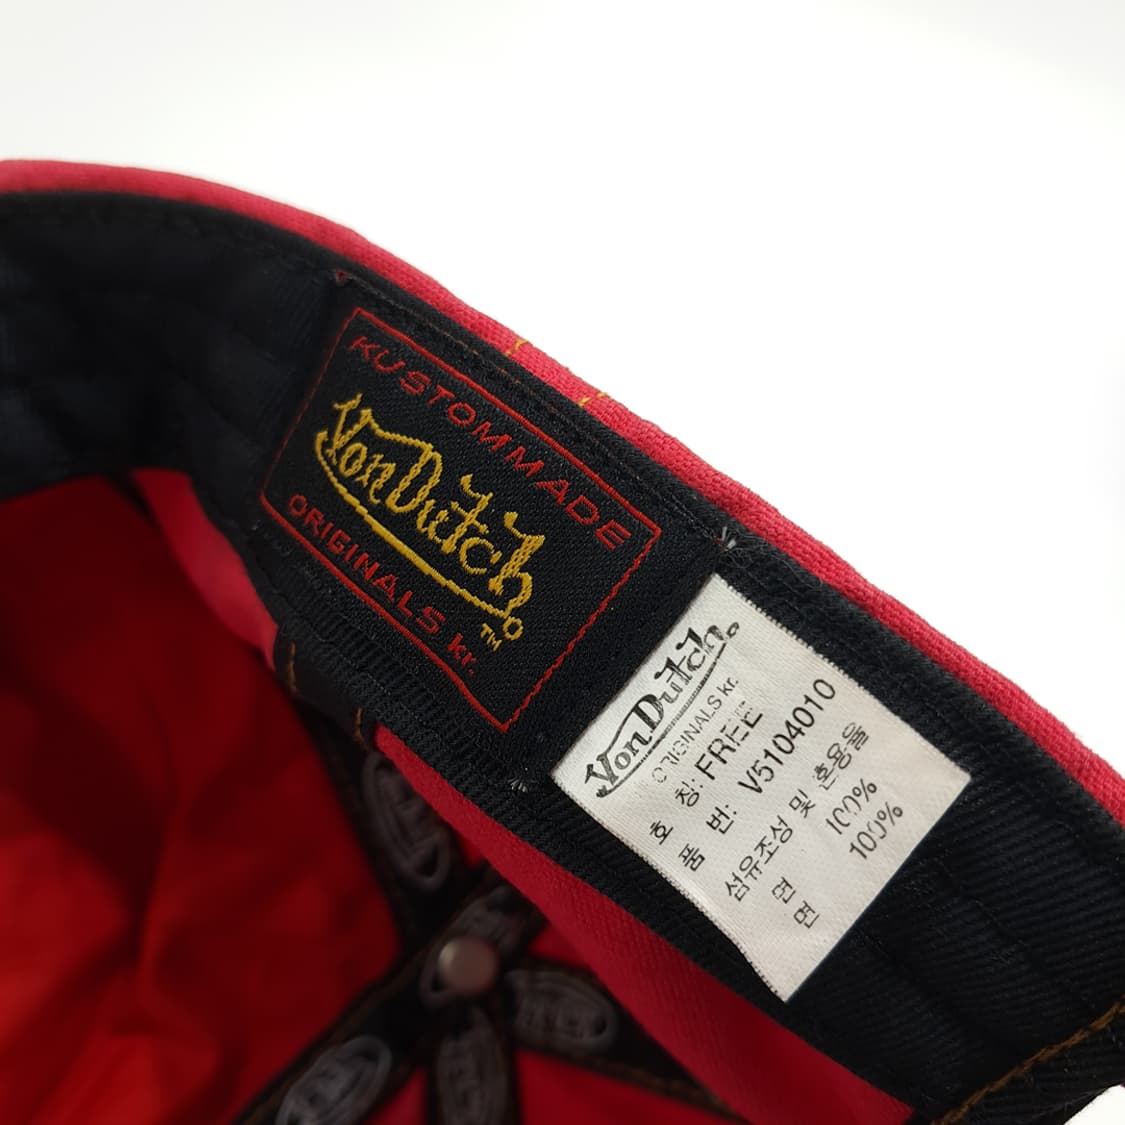 KUSTOMMADE
Von Dutch
TM
ORIGINALS kr.
Von Dutch
ORIGINALS kr.
호 칭: FREE
품 번: V5104010
섬유조성 및 혼용율
면 100%
면 100%